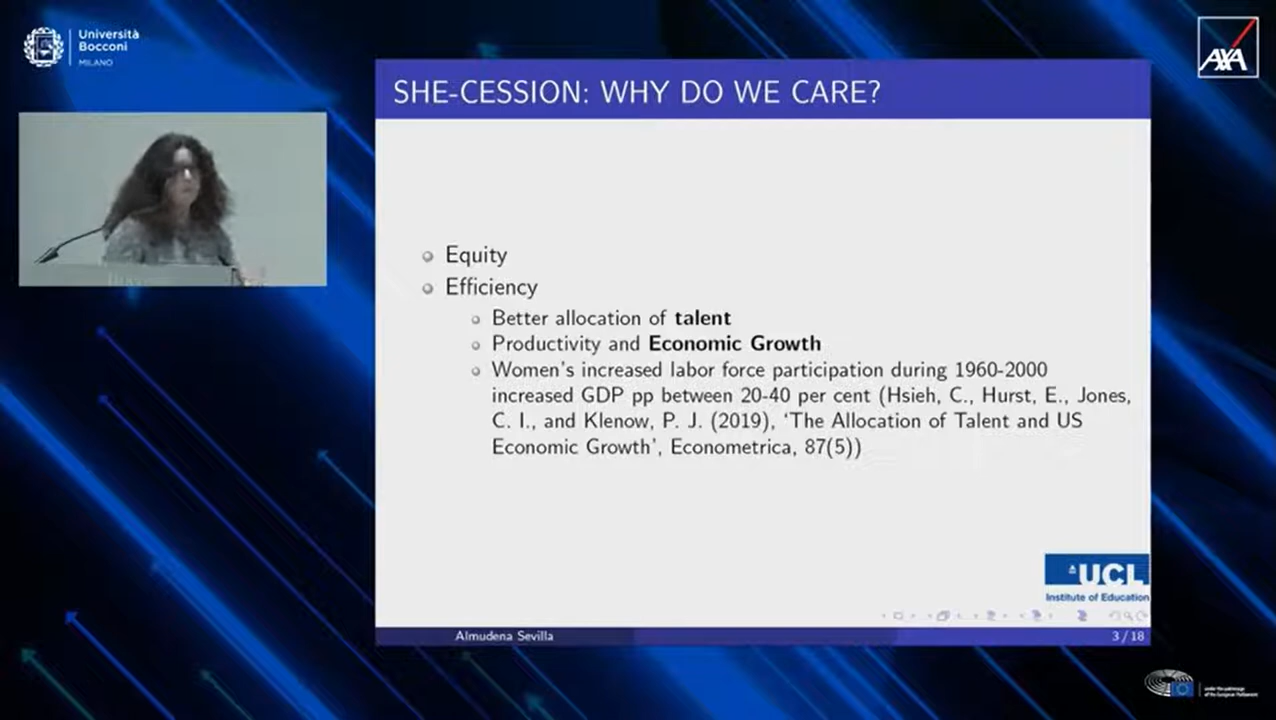 Università
Bocconi
MILANO
AXA
SHE-CESSION: WHY DO WE CARE?
Equity
Efficiency
Better allocation of talent
Productivity and Economic Growth
Women's increased labor force participation during 1960-2000
increased GDP pp between 20-40 per cent (Hsieh, C., Hurst, E., Jones,
C. I., and Klenow, P. J. (2019), 'The Allocation of Talent and US
Economic Growth', Econometrica, 87(5))
UCL
Institute of Education
Almudena Sevilla
3 / 18